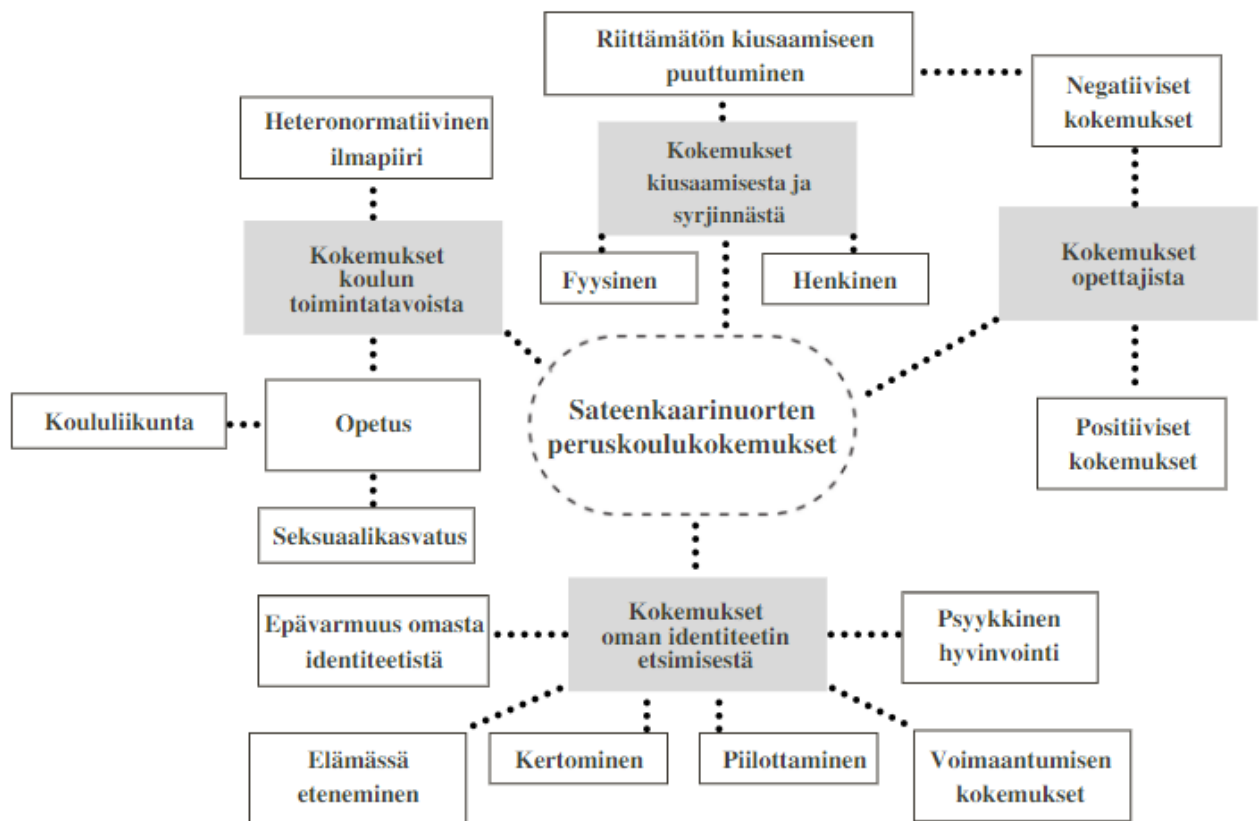 Riittämätön kiusaamiseen
puuttuminen
Negatiiviset
kokemukset
Heteronormatiivinen
ilmapiiri
Kokemukset
kiusaamisesta ja
syrjinnästä
Kokemukset
koulun
toimintatavoista
Fyysinen
Henkinen
Kokemukset
opettajista
Koululiikunta
Opetus
Sateenkaarinuorten
peruskoulukokemukset
Positiiviset
kokemukset
Seksuaalikasvatus
Epävarmuus omasta
identiteetistä
Kokemukset
oman identiteetin
etsimisestä
Psyykkinen
hyvinvointi
Elämässä
eteneminen
Kertominen
Piilottaminen
Voimaantumisen
kokemukset